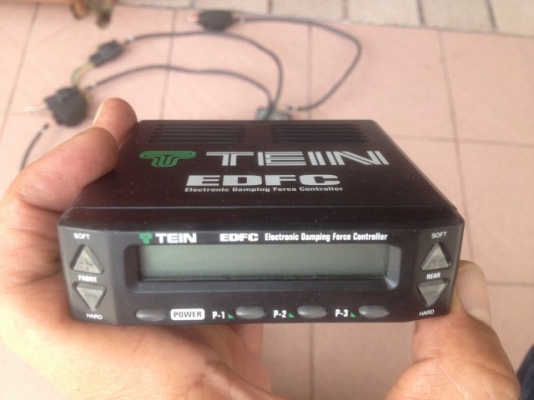 TEIN
EDFC
Electronic Damping Force Controller
TEIN EDFC Electronic Damping Force Controller
SOFT
FRONT
HARD
SOFT
REAR
HARD
POWER P-1 P-2 P-3